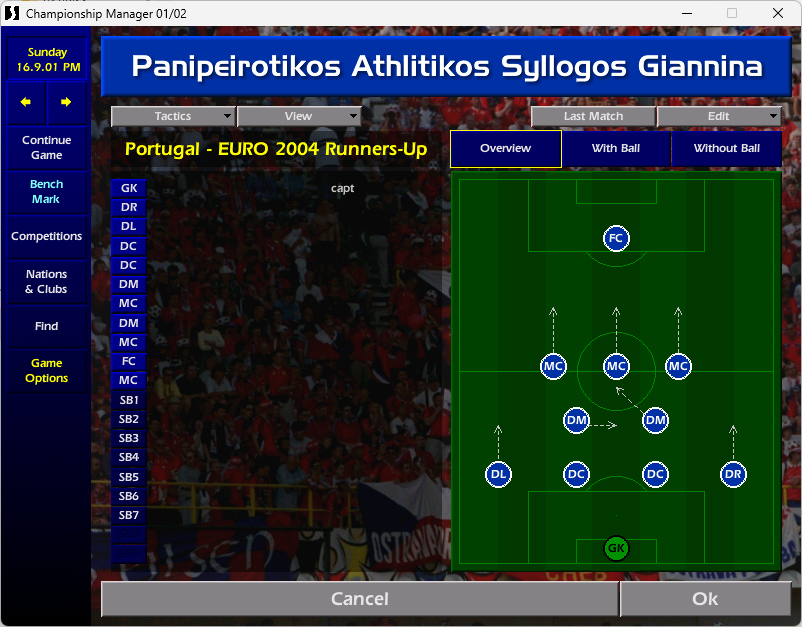 Championship Manager 01/02
Sunday
16.9.01 PM
Panipeirotikos Athlitikos Syllogos Giannina
Continue
Game
Bench
Mark
Competitions
Nations
& Clubs
Find
Game
Options
Tactics
View
Last Match
Edit
Portugal - EURO 2004 Runners-Up
Overview
With Ball
Without Ball
GK
capt
DR
DL
DC
DC
DM
MC
DM
MC
FC
MC
SB1
SB2
SB3
SB4
SB5
SB6
SB7
FC
MC
MC
MC
DM
DM
DL
DC
DC
DR
GK
Cancel
Ok